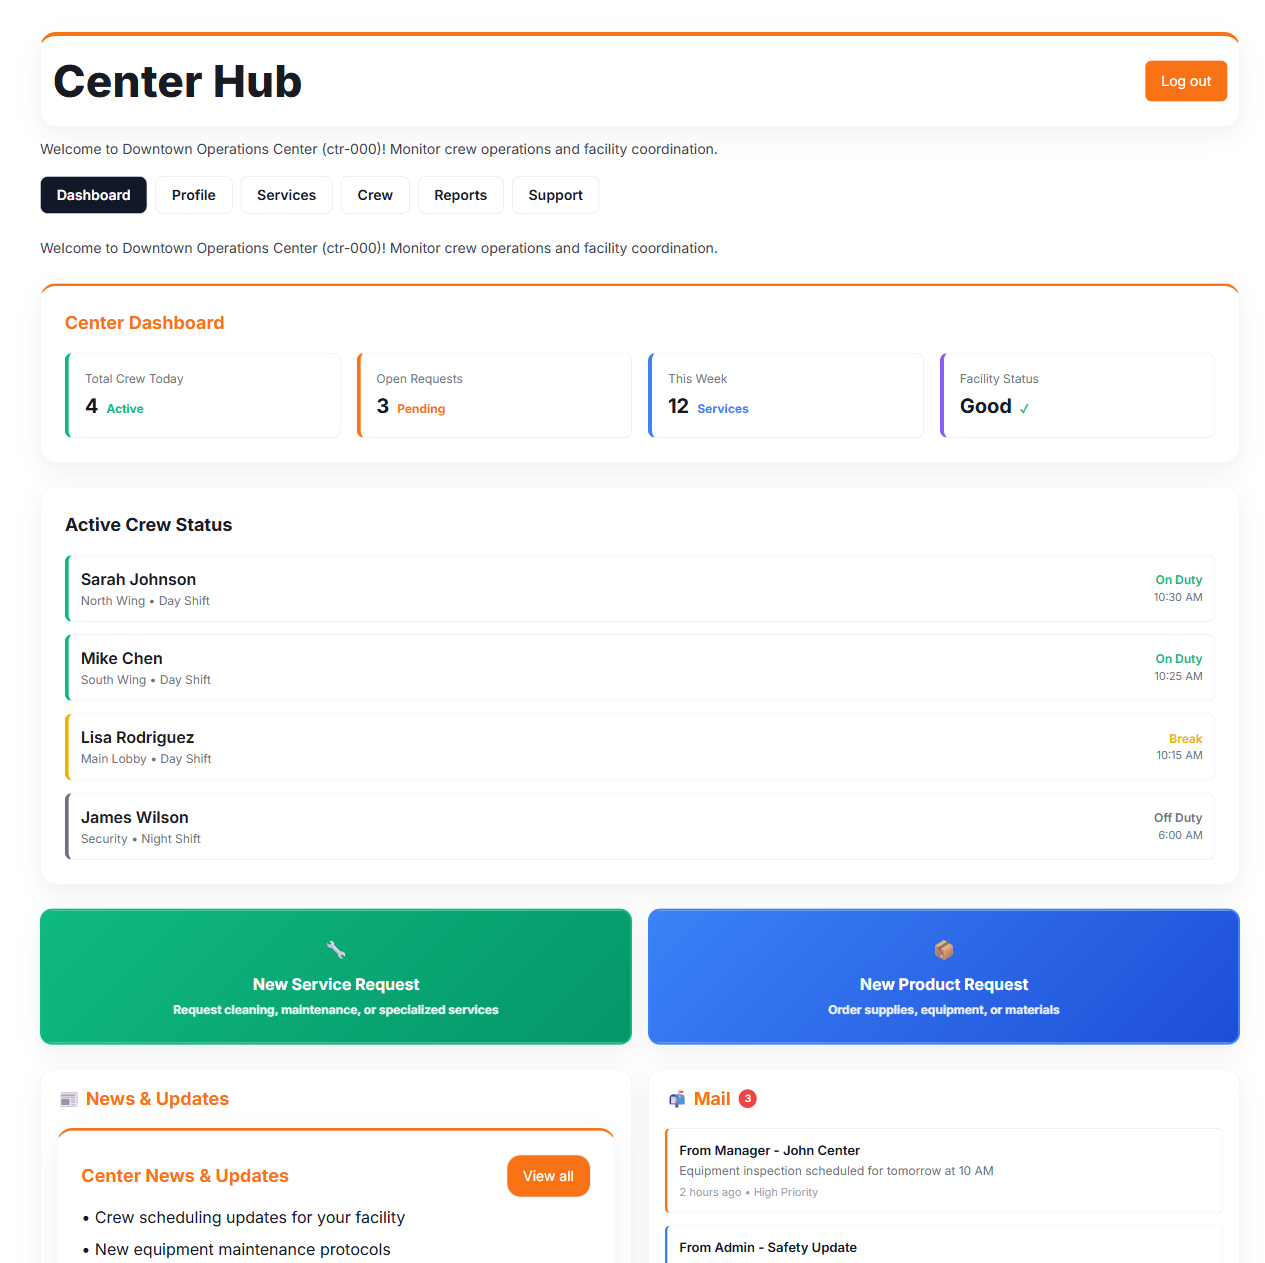 Center Hub
Log out
Welcome to Downtown Operations Center (ctr-000)! Monitor crew operations and facility coordination.
Dashboard
Profile
Services
Crew
Reports
Support
Welcome to Downtown Operations Center (ctr-000)! Monitor crew operations and facility coordination.
Center Dashboard
Total Crew Today
4 Active
Open Requests
3 Pending
This Week
12 Services
Facility Status
Good ✓
Active Crew Status
Sarah Johnson
North Wing • Day Shift
On Duty
10:30 AM
Mike Chen
South Wing • Day Shift
On Duty
10:25 AM
Lisa Rodriguez
Main Lobby • Day Shift
Break
10:15 AM
James Wilson
Security • Night Shift
Off Duty
6:00 AM
New Service Request
Request cleaning, maintenance, or specialized services
New Product Request
Order supplies, equipment, or materials
News & Updates
Center News & Updates
View all
• Crew scheduling updates for your facility
• New equipment maintenance protocols
Mail 3
From Manager - John Center
Equipment inspection scheduled for tomorrow at 10 AM
2 hours ago • High Priority
From Admin - Safety Update